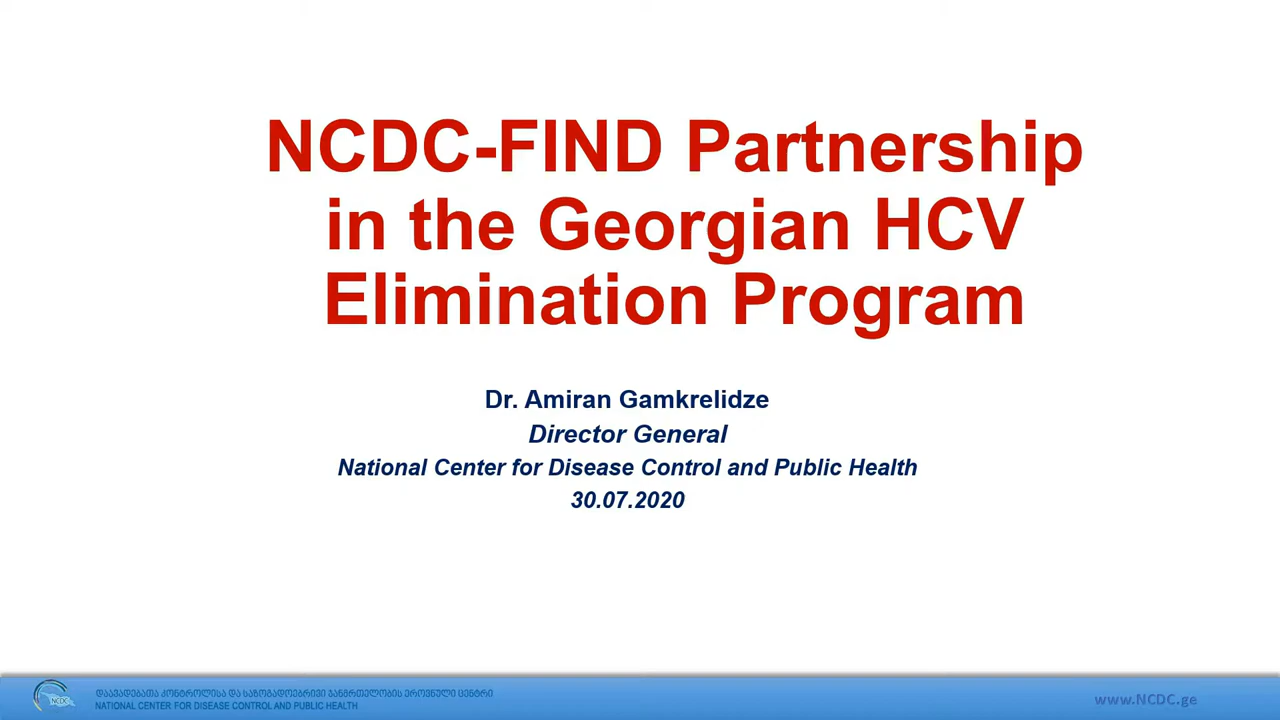 NCDC-FIND Partnership
in the Georgian HCV
Elimination Program
Dr. Amiran Gamkrelidze
Director General
National Center for Disease Control and Public Health
30.07.2020
NCDC
დაავადებათა კონტროლისა და საზოგადოებრივი ჯანმრთელობის ეროვნული ცენტრი
NATIONAL CENTER FOR DISEASE CONTROL AND PUBLIC HEALTH
www.NCDC.ge